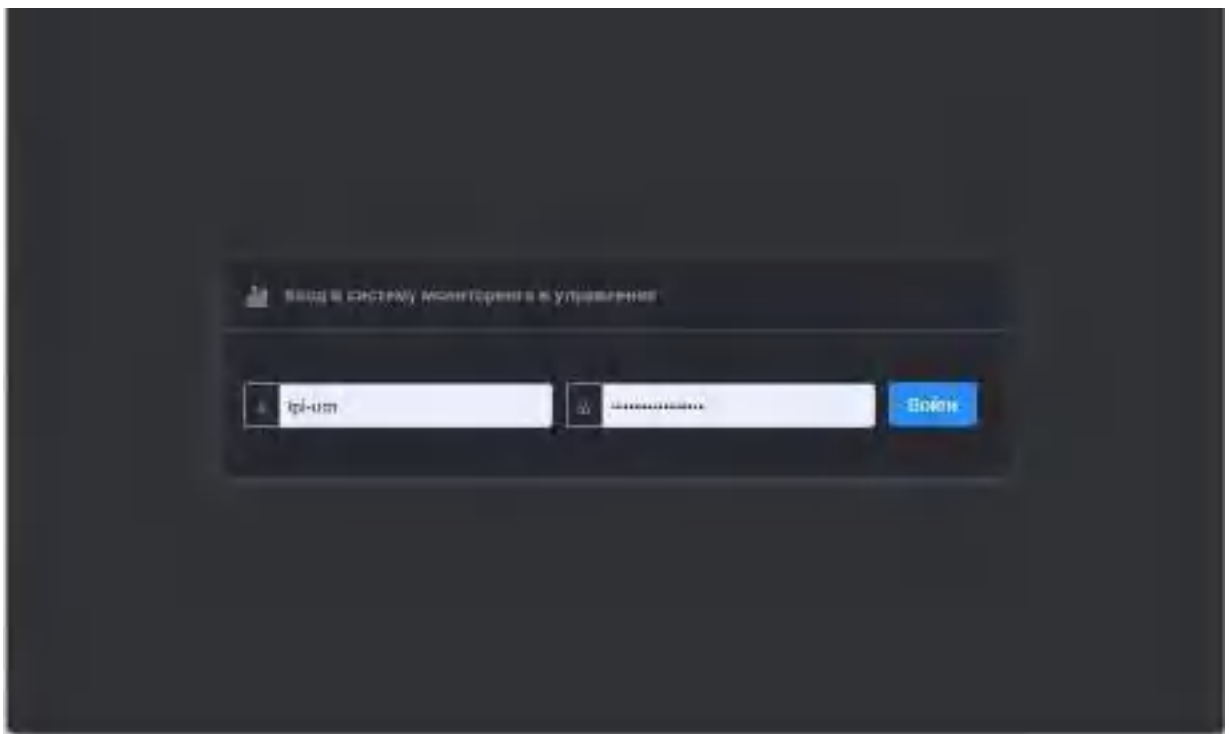 Вход в систему мониторинга и управления
ipi-um
Войти